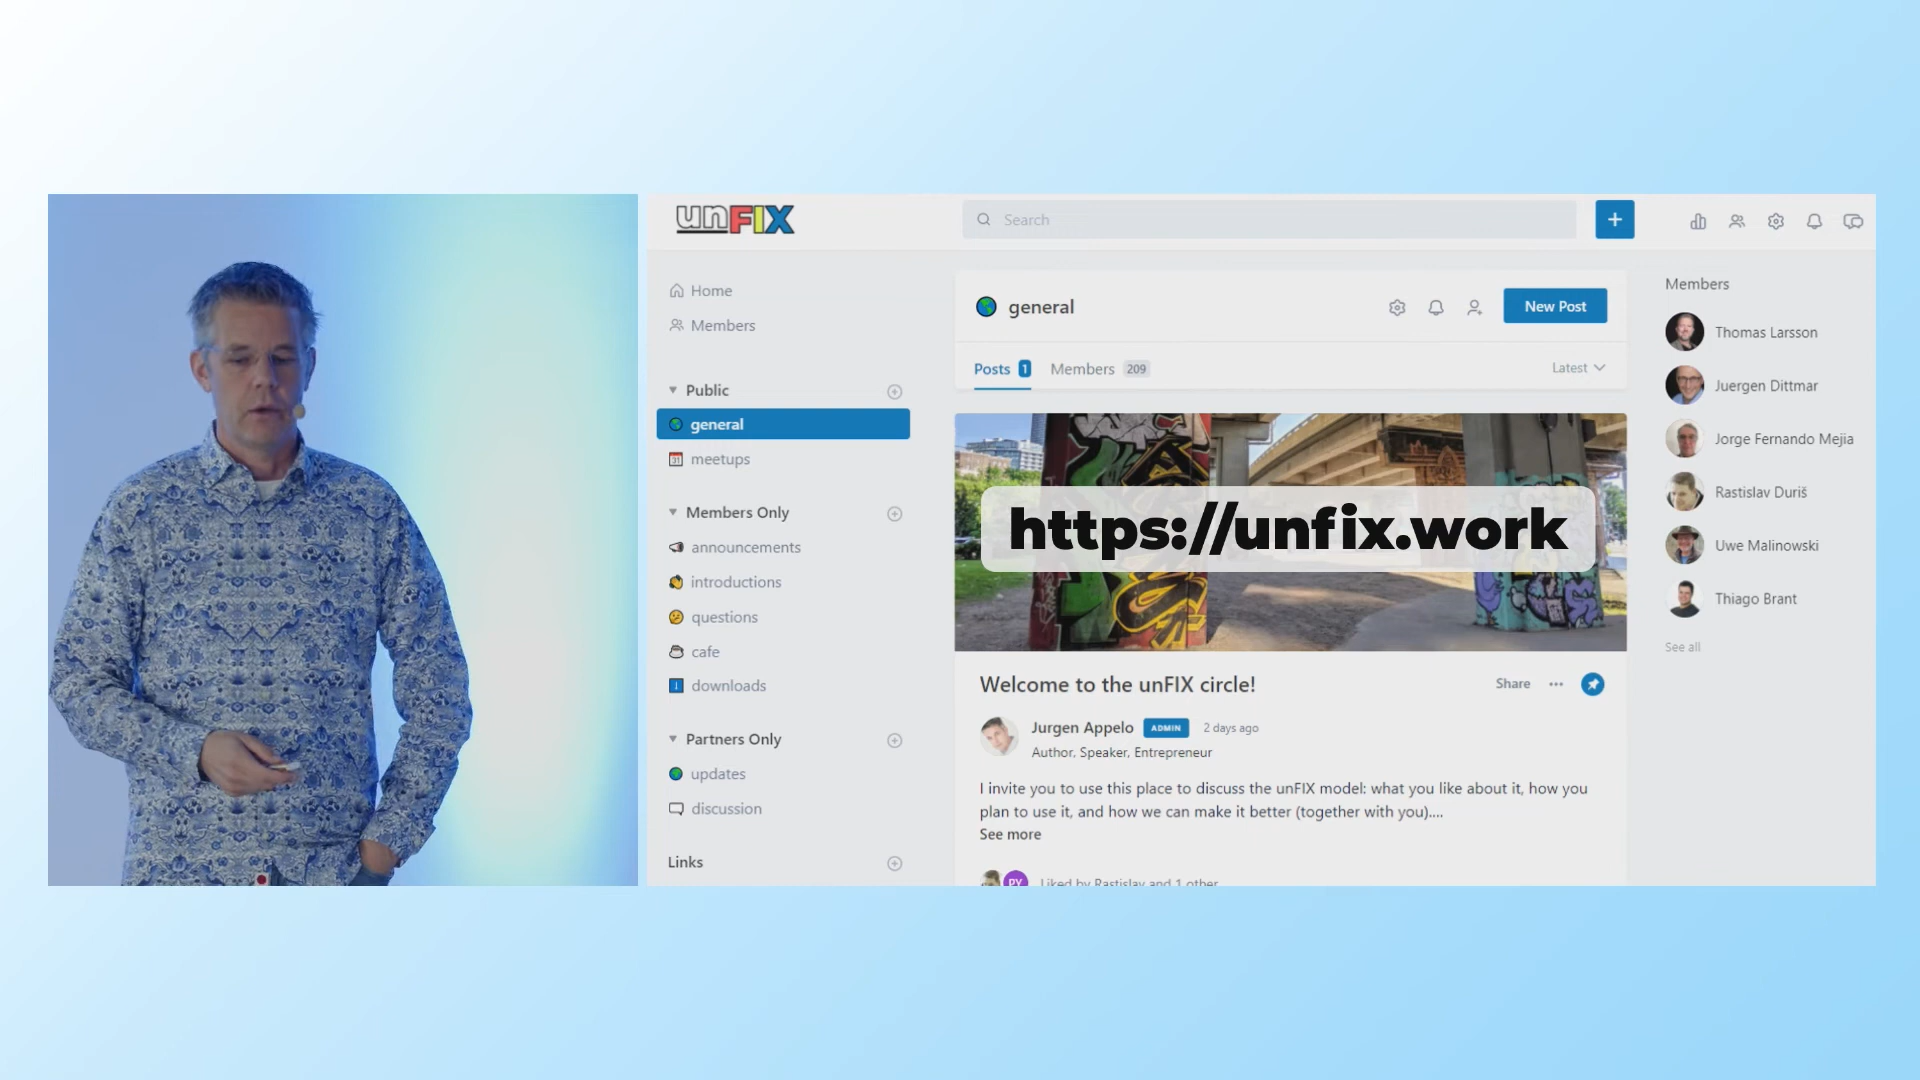 unFIX
Search
+
Home
Members
Public
general
meetups
Members Only
announcements
introductions
questions
cafe
downloads
Partners Only
updates
discussion
Links
general
New Post
Posts 1
Members 209
Latest
https://unfix.work
Welcome to the unFIX circle!
Share
Jurgen Appelo ADMIN 2 days ago
Author, Speaker, Entrepreneur
I invite you to use this place to discuss the unFIX model: what you like about it, how you
plan to use it, and how we can make it better (together with you)....
See more
PY Liked by Rastislav and 1 other
Members
Thomas Larsson
Juergen Dittmar
Jorge Fernando Mejia
Rastislav Duriš
Uwe Malinowski
Thiago Brant
See all